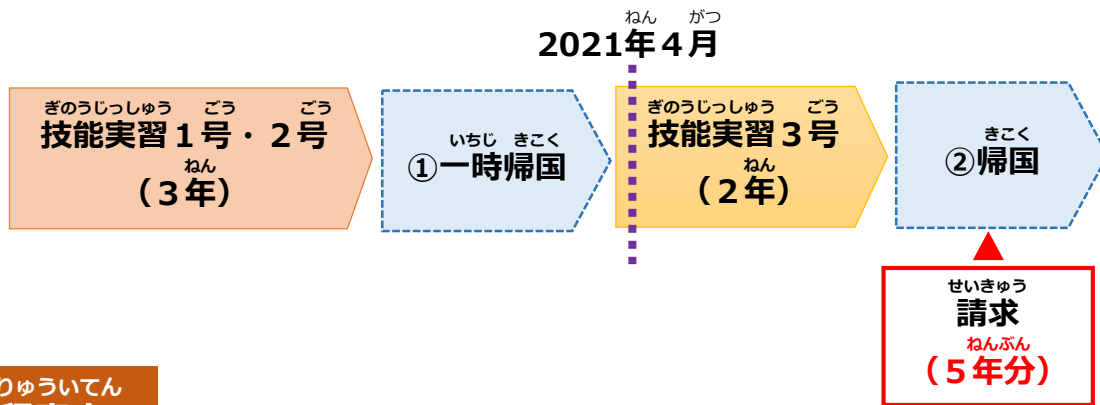 ねん がつ
2021年４月
ぎのうじっしゅう ごう ごう
技能実習１号・２号
ねん
（３年）
いちじ きこく
①一時帰国
ぎのうじっしゅう ごう
技能実習３号
ねん
（２年）
きこく
②帰国
せいきゅう
請求
ねんぶん
（５年分）
りゅういてん